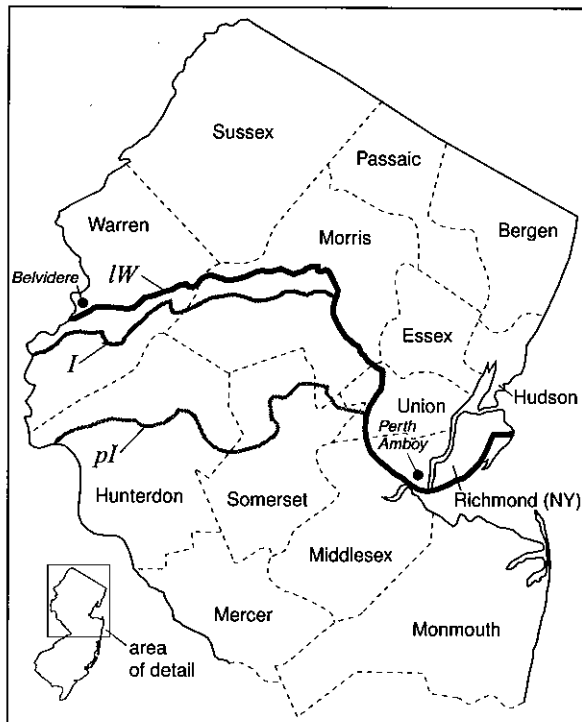 Sussex
Passaic
Bergen
Warren
Morris
Belvidere
lW
Essex
I
Hudson
Union
Perth
Amboy
pI
Richmond (NY)
Hunterdon
Somerset
Middlesex
Mercer
Monmouth
area
of detail